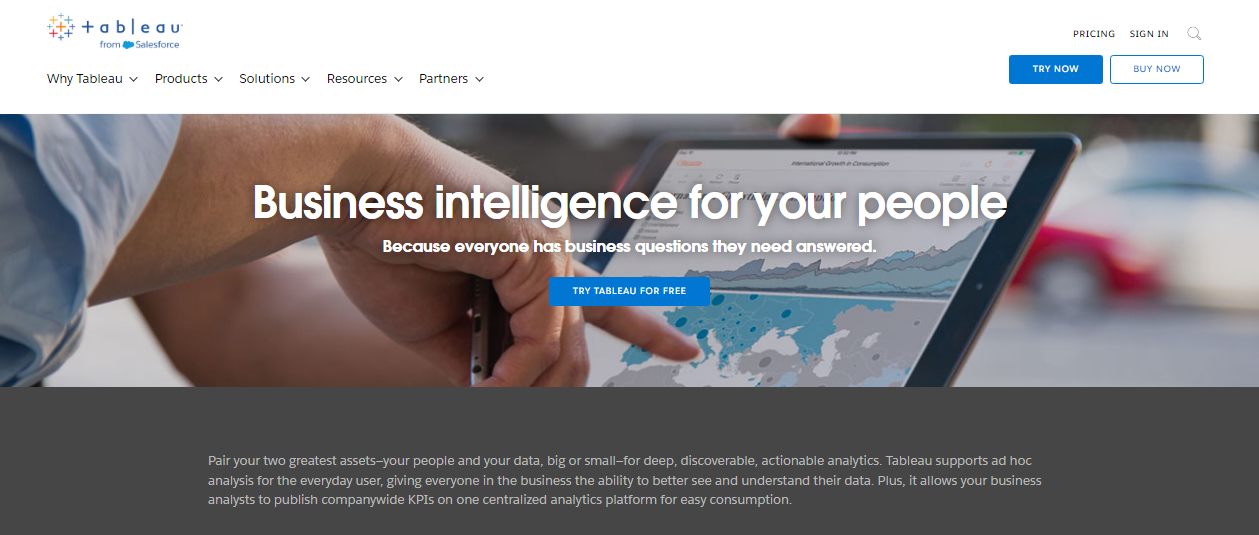 tableau
from Salesforce
PRICING SIGN IN
Why Tableau Products Solutions Resources Partners
TRY NOW BUY NOW
International Growth in Consumption
Business intelligence for your people
Because everyone has business questions they need answered.
TRY TABLEAU FOR FREE
Pair your two greatest assets—your people and your data, big or small—for deep, discoverable, actionable analytics. Tableau supports ad hoc
analysis for the everyday user, giving everyone in the business the ability to better see and understand their data. Plus, it allows your business
analysts to publish companywide KPIs on one centralized analytics platform for easy consumption.